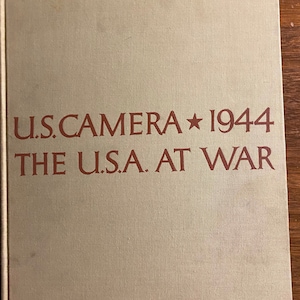 U.S. CAMERA ★ 1944
THE U.S.A. AT WAR